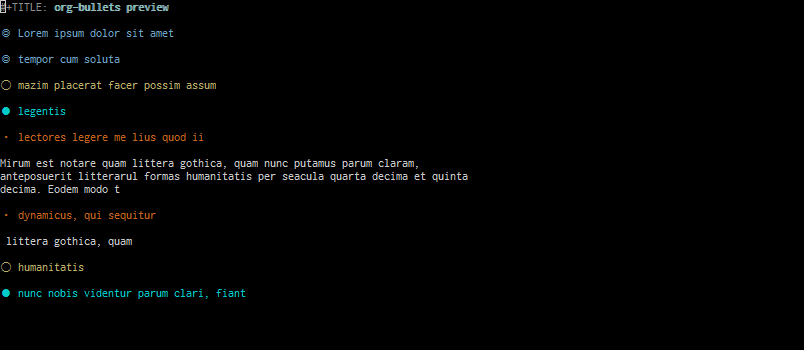 #+TITLE: org-bullets preview
◎ Lorem ipsum dolor sit amet
◎ tempor cum soluta
○ mazim placerat facer possim assum
● legentis
・ lectores legere me lius quod ii
Mirum est notare quam littera gothica, quam nunc putamus parum claram,
anteposuerit litterarul formas humanitatis per seacula quarta decima et quinta
decima. Eodem modo t
・ dynamicus, qui sequitur
littera gothica, quam
○ humanitatis
● nunc nobis videntur parum clari, fiant